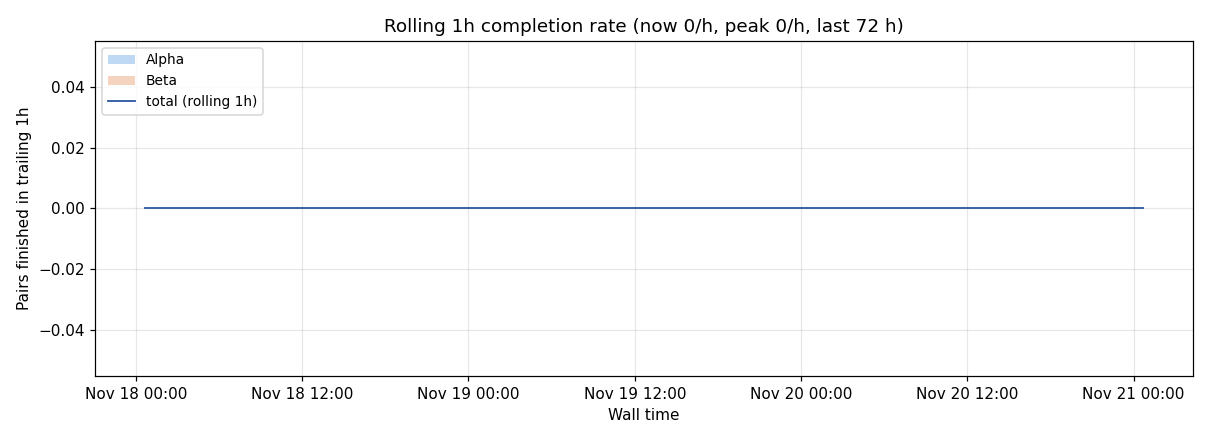 Rolling 1h completion rate (now 0/h, peak 0/h, last 72 h)
Alpha
Beta
total (rolling 1h)
Pairs finished in trailing 1h
0.04
0.02
0.00
−0.02
−0.04
Nov 18 00:00 Nov 18 12:00 Nov 19 00:00 Nov 19 12:00 Nov 20 00:00 Nov 20 12:00 Nov 21 00:00
Wall time